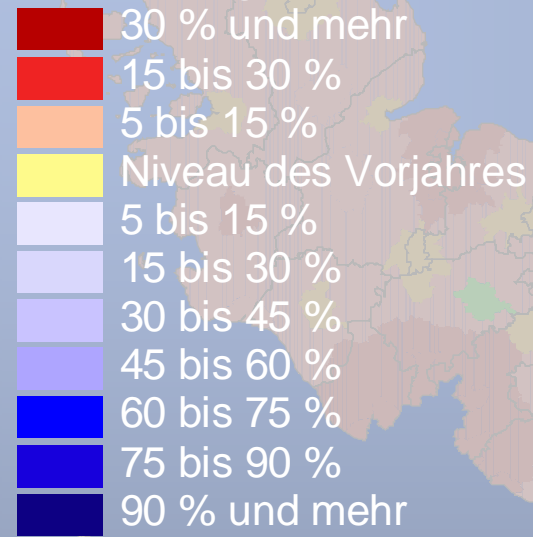 30 % und mehr
15 bis 30 %
5 bis 15 %
Niveau des Vorjahres
5 bis 15 %
15 bis 30 %
30 bis 45 %
45 bis 60 %
60 bis 75 %
75 bis 90 %
90 % und mehr